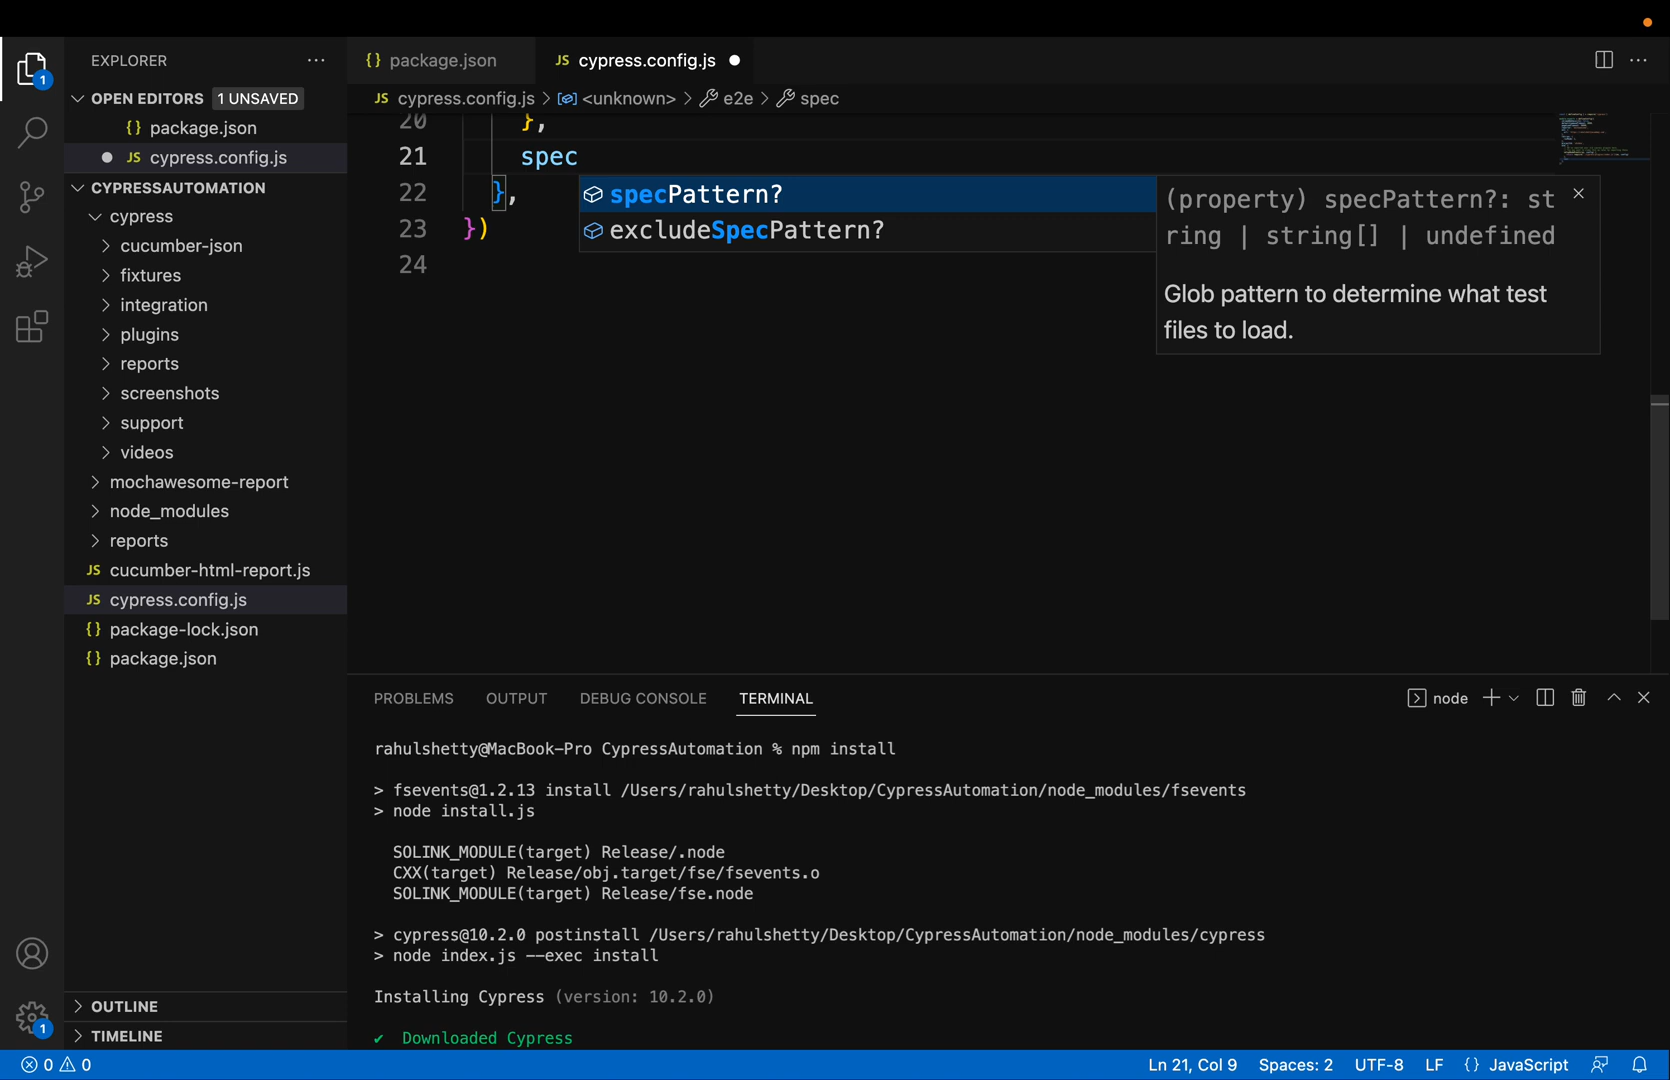 EXPLORER
package.json
cypress.config.js
OPEN EDITORS 1 UNSAVED
JS cypress.config.js > <unknown> > e2e > spec
{} package.json
JS cypress.config.js
CYPRESSAUTOMATION
cypress
cucumber-json
fixtures
integration
plugins
reports
screenshots
support
videos
mochawesome-report
node_modules
reports
JS cucumber-html-report.js
JS cypress.config.js
{} package-lock.json
{} package.json
OUTLINE
TIMELINE
20 },
21 spec
22 },
23 })
24
specPattern?
excludeSpecPattern?
(property) specPattern?: st
ring | string[] | undefined
Glob pattern to determine what test
files to load.
PROBLEMS OUTPUT DEBUG CONSOLE TERMINAL
node
rahulshetty@MacBook-Pro CypressAutomation % npm install
> fsevents@1.2.13 install /Users/rahulshetty/Desktop/CypressAutomation/node_modules/fsevents
> node install.js
SOLINK_MODULE(target) Release/.node
CXX(target) Release/obj.target/fse/fsevents.o
SOLINK_MODULE(target) Release/fse.node
> cypress@10.2.0 postinstall /Users/rahulshetty/Desktop/CypressAutomation/node_modules/cypress
> node index.js --exec install
Installing Cypress (version: 10.2.0)
✔ Downloaded Cypress
0 0
Ln 21, Col 9 Spaces: 2 UTF-8 LF {} JavaScript